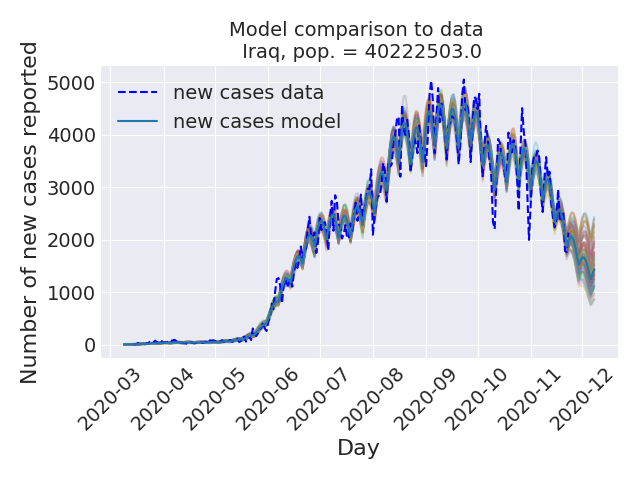 Model comparison to data
Iraq, pop. = 40222503.0
Number of new cases reported
5000
4000
3000
2000
1000
0
new cases data
new cases model
2020-03
2020-04
2020-05
2020-06
2020-07
2020-08
2020-09
2020-10
2020-11
2020-12
Day